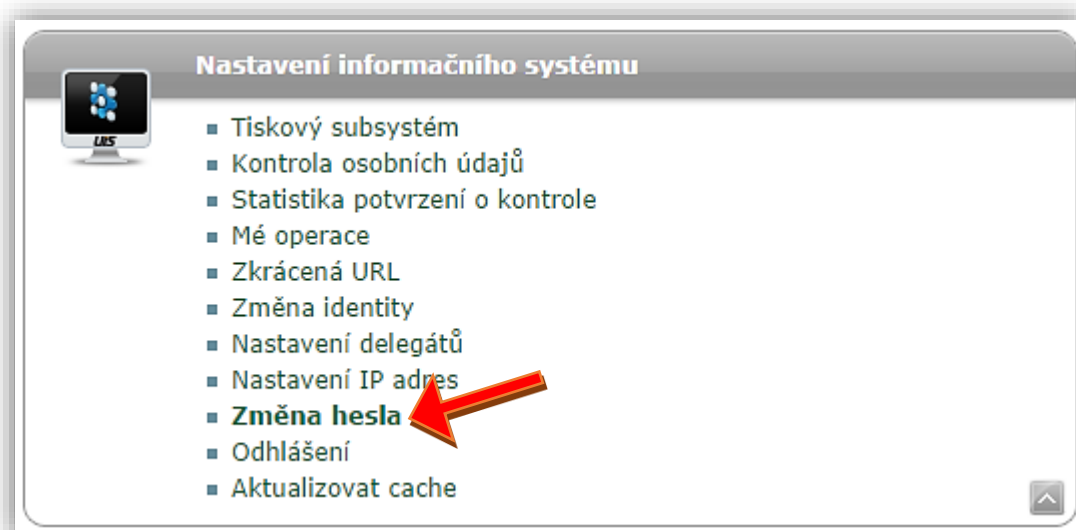 Nastavení informačního systému
UIS
Tiskový subsystém
Kontrola osobních údajů
Statistika potvrzení o kontrole
Mé operace
Zkrácená URL
Změna identity
Nastavení delegátů
Nastavení IP adres
Změna hesla
Odhlášení
Aktualizovat cache